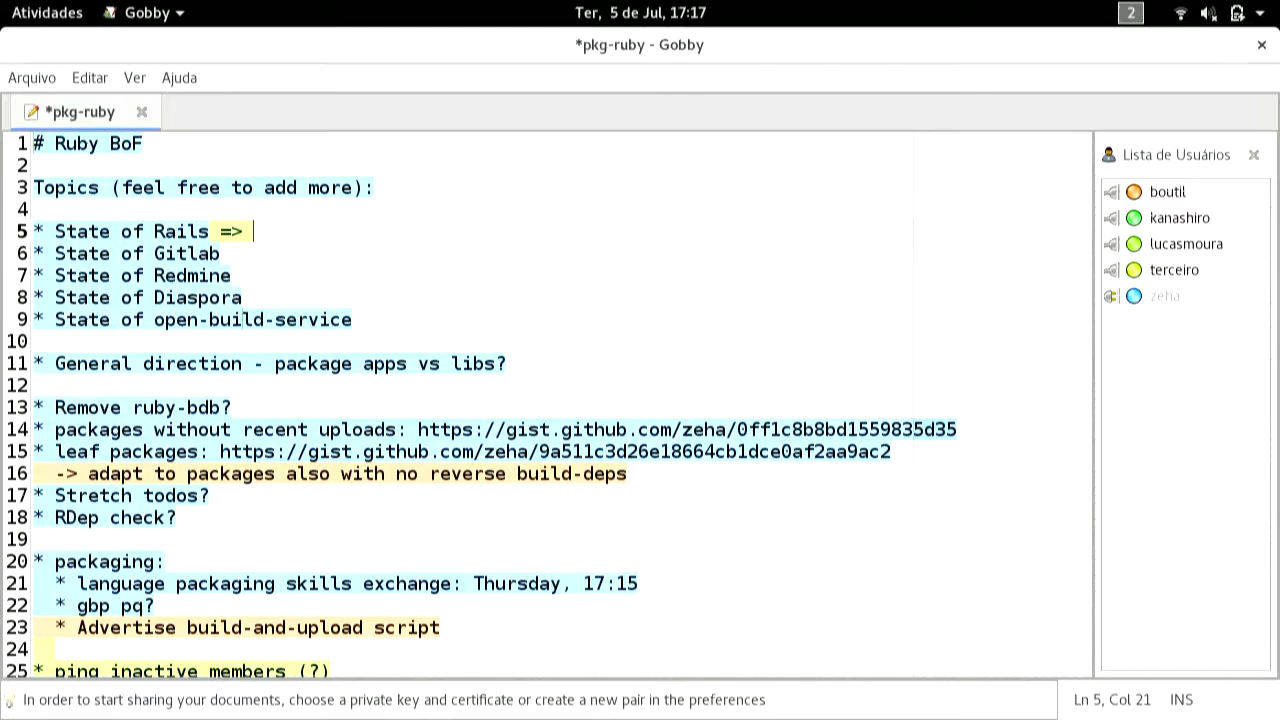 Atividades Gobby Ter, 5 de Jul, 17:17 2
*pkg-ruby - Gobby
Arquivo Editar Ver Ajuda
*pkg-ruby
1 # Ruby BoF
2
3 Topics (feel free to add more):
4
5 * State of Rails =>
6 * State of Gitlab
7 * State of Redmine
8 * State of Diaspora
9 * State of open-build-service
10
11 * General direction - package apps vs libs?
12
13 * Remove ruby-bdb?
14 * packages without recent uploads: https://gist.github.com/zeha/0ff1c8b8bd1559835d35
15 * leaf packages: https://gist.github.com/zeha/9a511c3d26e18664cb1dce0af2aa9ac2
16 -> adapt to packages also with no reverse build-deps
17 * Stretch todos?
18 * RDep check?
19
20 * packaging:
21 * language packaging skills exchange: Thursday, 17:15
22 * gbp pq?
23 * Advertise build-and-upload script
24
25 * ping inactive members (?)
Lista de Usuários
boutil
kanashiro
lucasmoura
terceiro
zeha
In order to start sharing your documents, choose a private key and certificate or create a new pair in the preferences
Ln 5, Col 21 INS